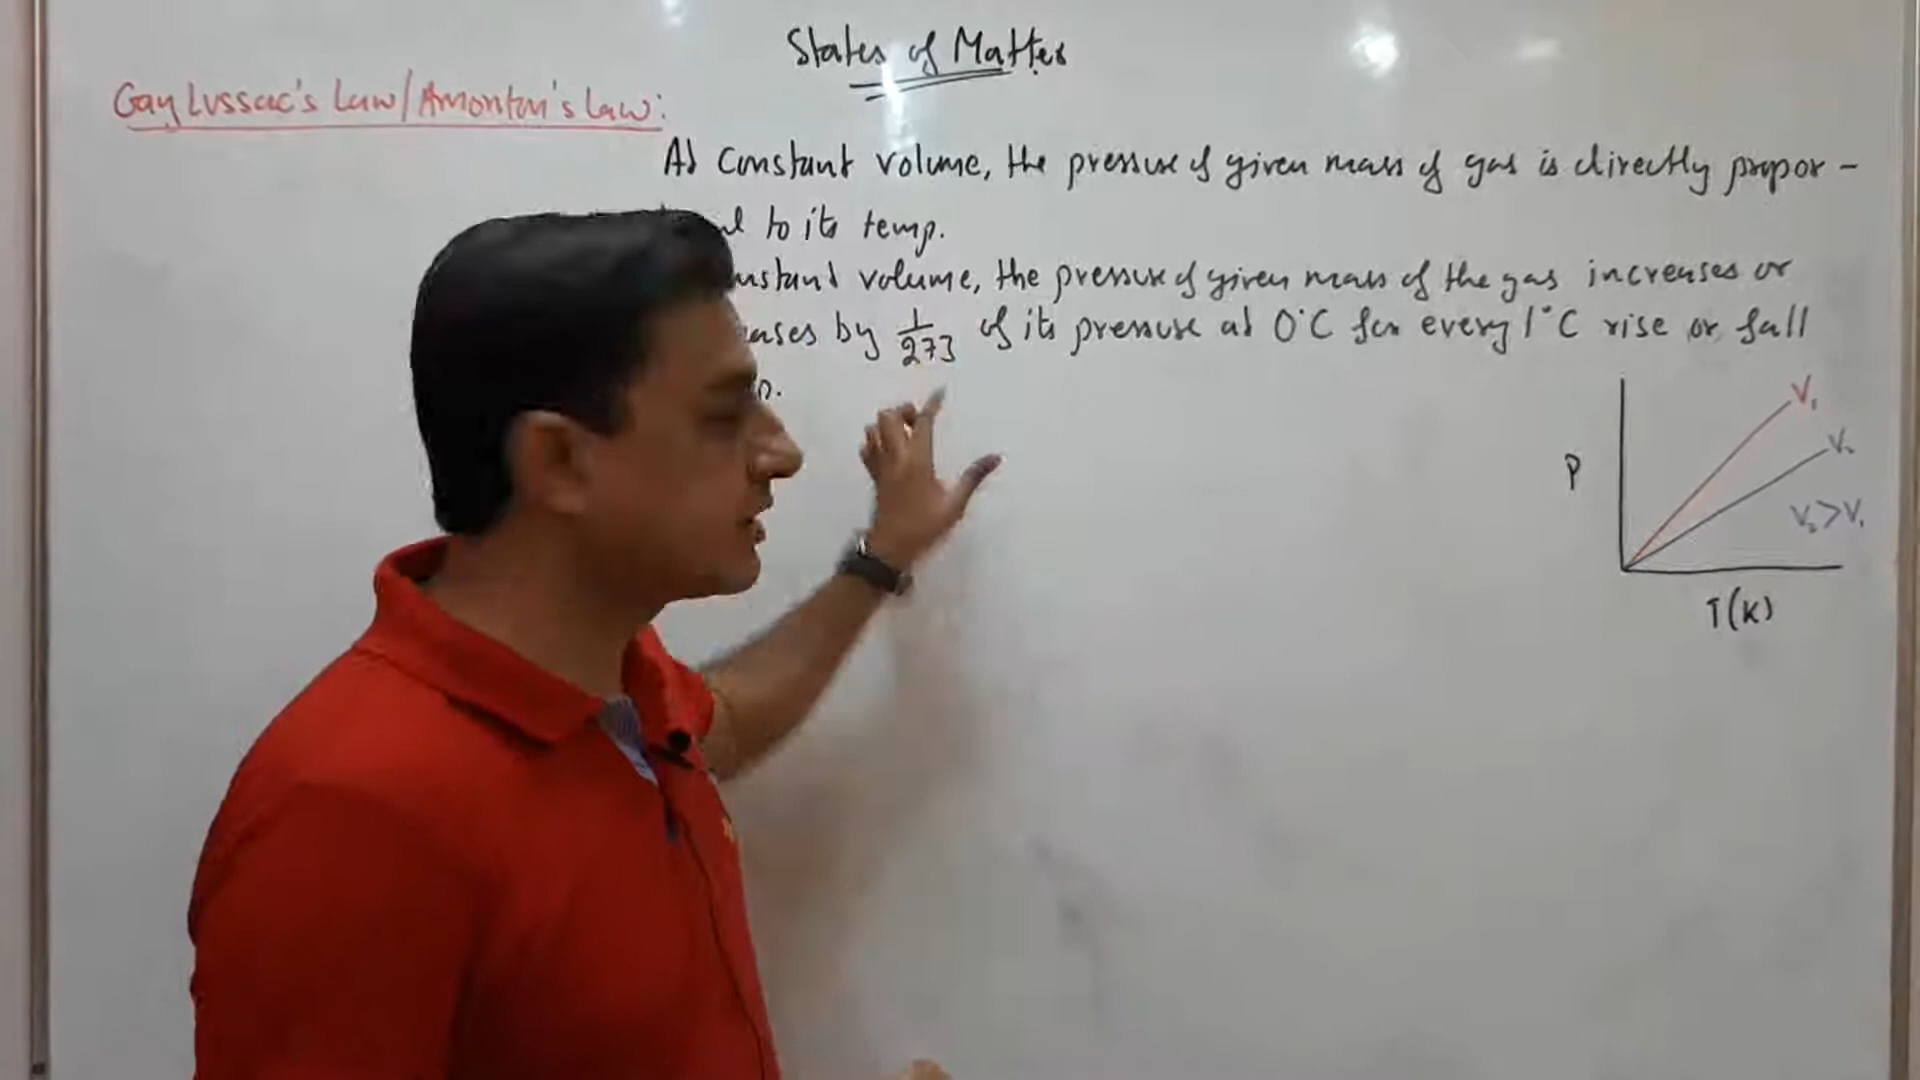 States of Matter
Gay Lussac's Law/Amonton's Law:
At constant volume, the pressure of given mass of gas is directly propor-
to its temp.
volume, the pressure of given mass of the gas increases or
by 1/273 of its pressure at 0°C for every 1°C rise or fall
V₁
V₂
P
V₂>V₁
T(K)